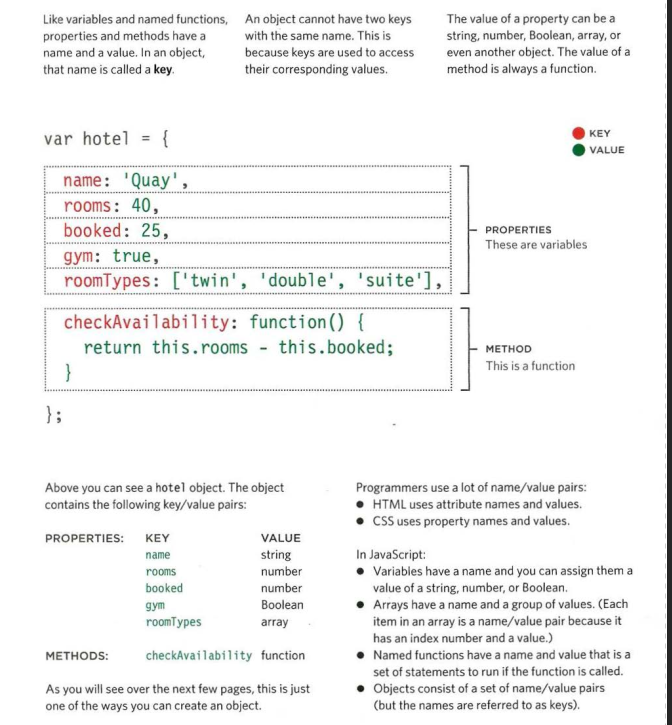 Like variables and named functions,
properties and methods have a
name and a value. In an object,
that name is called a key.
An object cannot have two keys
with the same name. This is
because keys are used to access
their corresponding values.
The value of a property can be a
string, number, Boolean, array, or
even another object. The value of a
method is always a function.
var hotel = {
KEY
VALUE
name: 'Quay',
rooms: 40,
booked: 25,
gym: true,
roomTypes: ['twin', 'double', 'suite'],
PROPERTIES
These are variables
checkAvailability: function() {
return this.rooms - this.booked;
}
METHOD
This is a function
};
Above you can see a hotel object. The object
contains the following key/value pairs:
PROPERTIES: KEY VALUE
name string
rooms number
booked number
gym Boolean
roomTypes array
METHODS: checkAvailability function
As you will see over the next few pages, this is just
one of the ways you can create an object.
Programmers use a lot of name/value pairs:
● HTML uses attribute names and values.
● CSS uses property names and values.
In JavaScript:
● Variables have a name and you can assign them a
value of a string, number, or Boolean.
● Arrays have a name and a group of values. (Each
item in an array is a name/value pair because it
has an index number and a value.)
● Named functions have a name and value that is a
set of statements to run if the function is called.
● Objects consist of a set of name/value pairs
(but the names are referred to as keys).